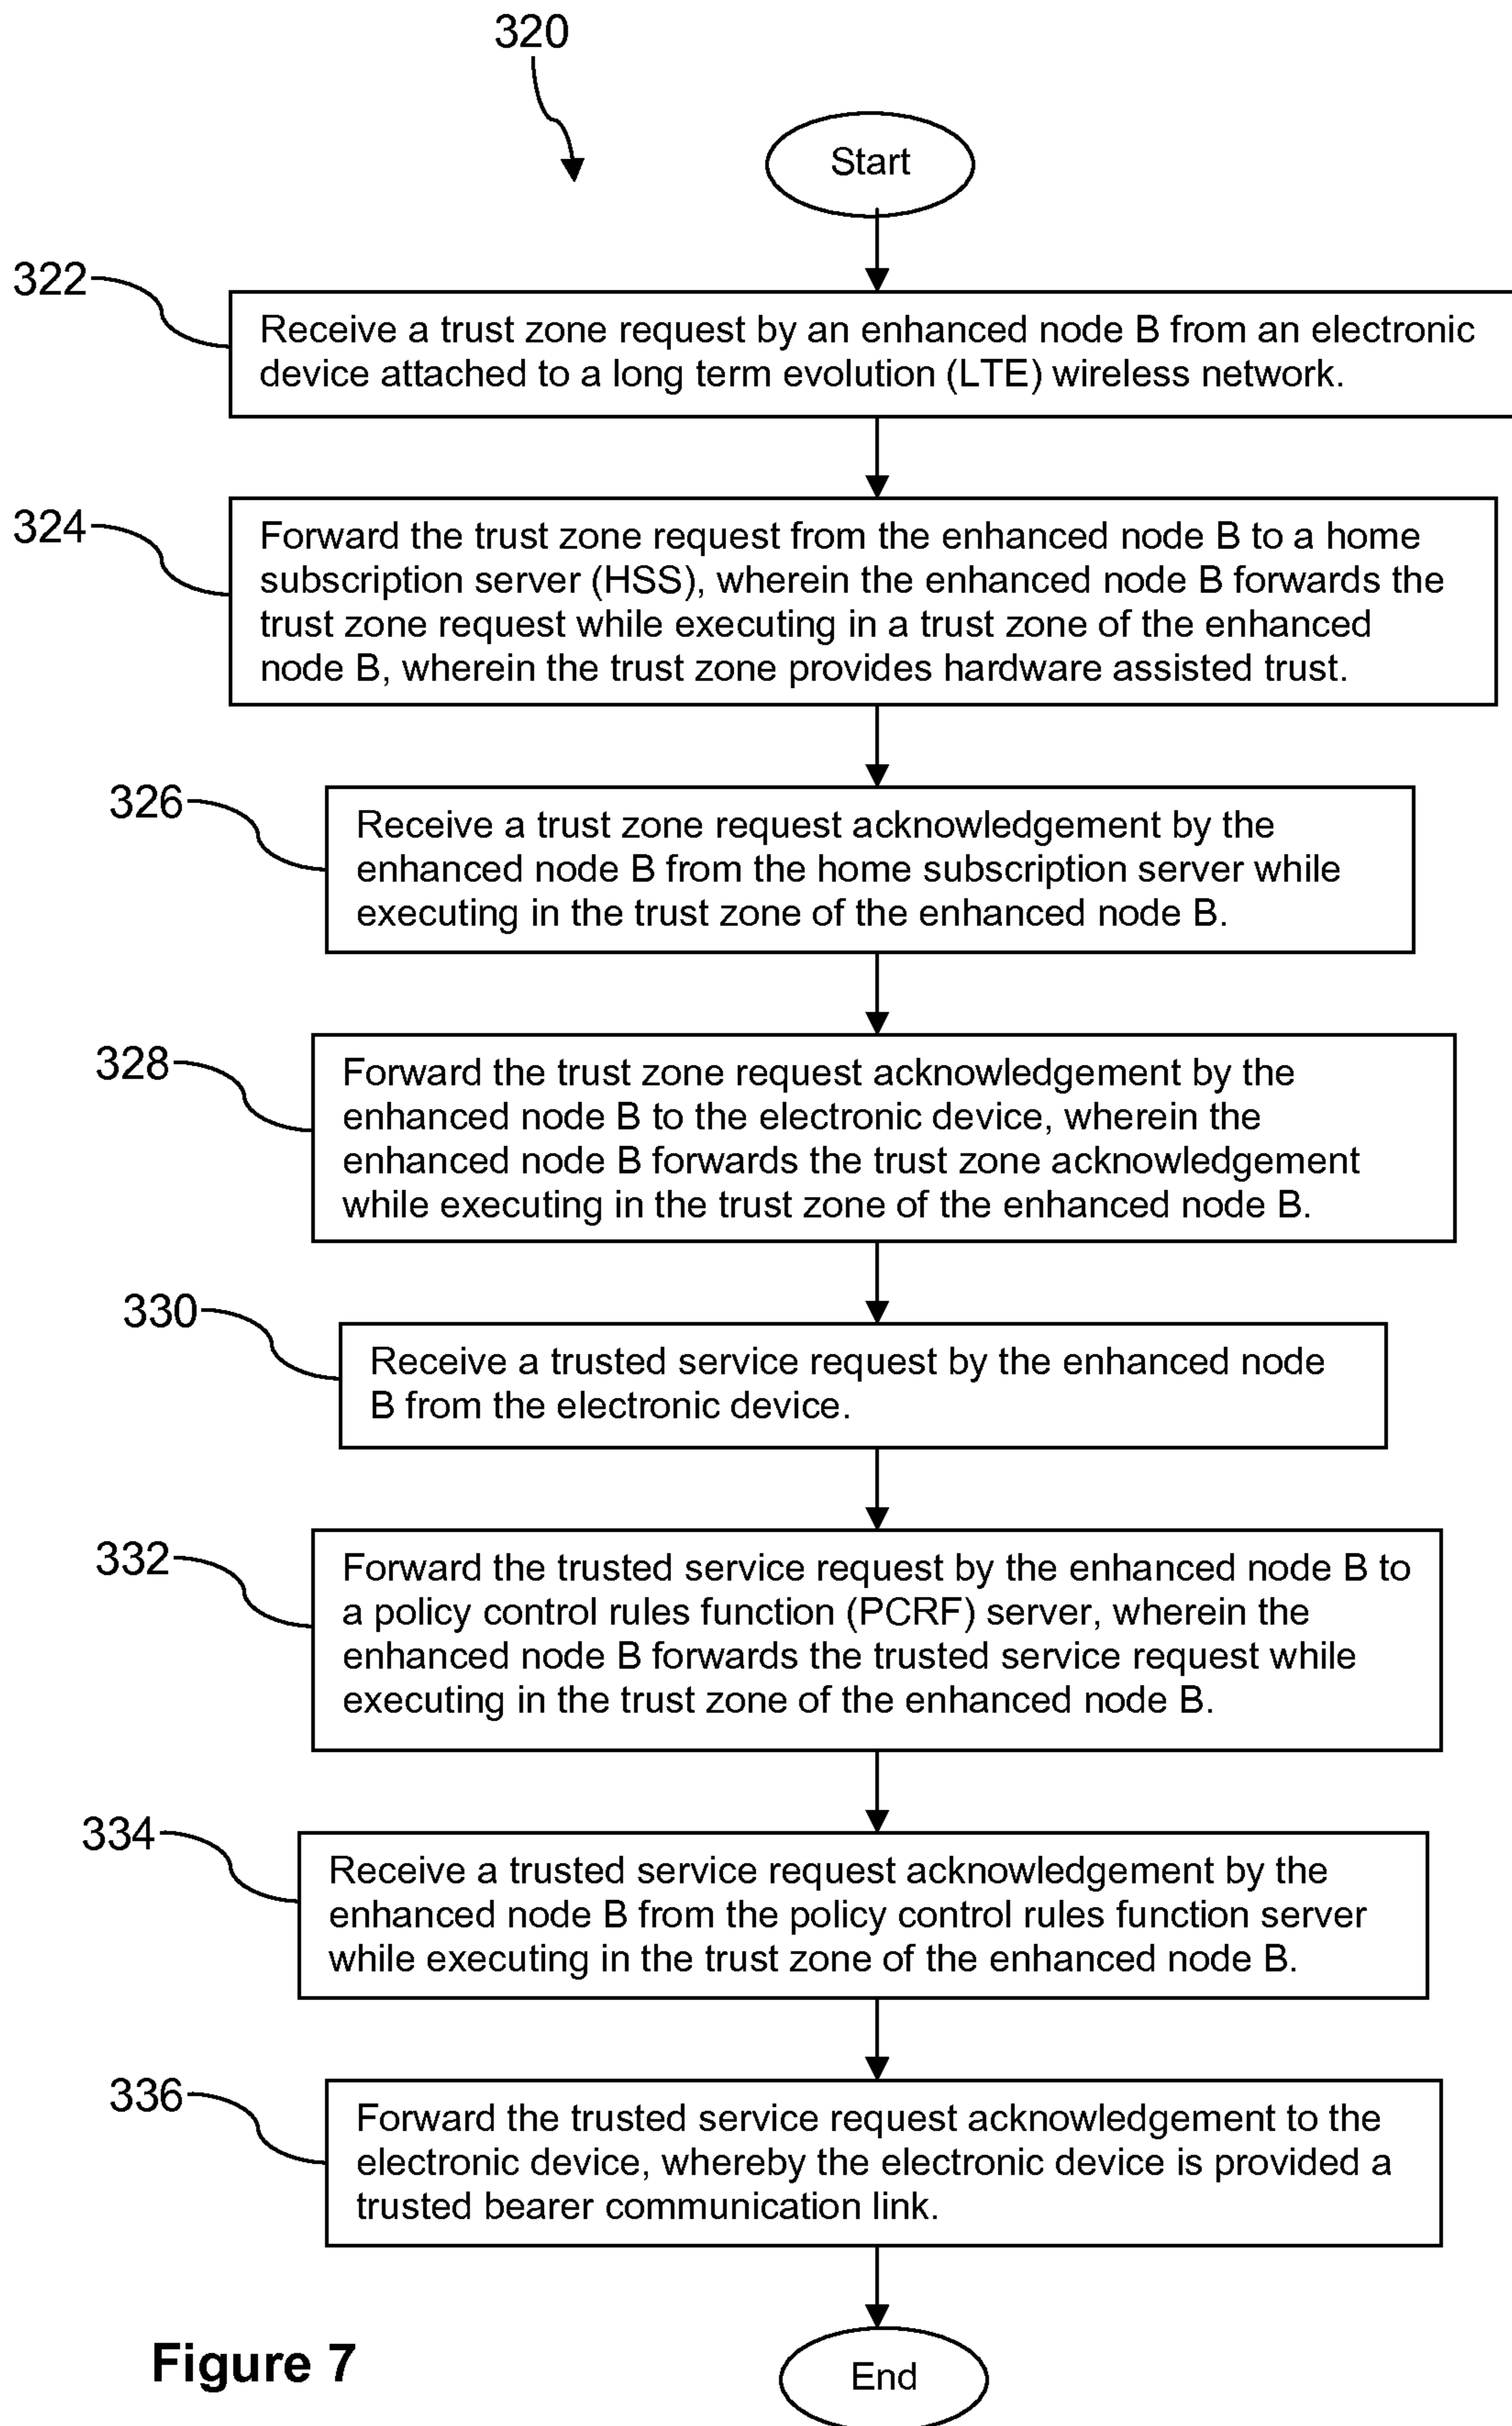 320
Start
322
Receive a trust zone request by an enhanced node B from an electronic
device attached to a long term evolution (LTE) wireless network.
324
Forward the trust zone request from the enhanced node B to a home
subscription server (HSS), wherein the enhanced node B forwards the
trust zone request while executing in a trust zone of the enhanced
node B, wherein the trust zone provides hardware assisted trust.
326
Receive a trust zone request acknowledgement by the
enhanced node B from the home subscription server while
executing in the trust zone of the enhanced node B.
328
Forward the trust zone request acknowledgement by the
enhanced node B to the electronic device, wherein the
enhanced node B forwards the trust zone acknowledgement
while executing in the trust zone of the enhanced node B.
330
Receive a trusted service request by the enhanced node
B from the electronic device.
332
Forward the trusted service request by the enhanced node B to
a policy control rules function (PCRF) server, wherein the
enhanced node B forwards the trusted service request while
executing in the trust zone of the enhanced node B.
334
Receive a trusted service request acknowledgement by the
enhanced node B from the policy control rules function server
while executing in the trust zone of the enhanced node B.
336
Forward the trusted service request acknowledgement to the
electronic device, whereby the electronic device is provided a
trusted bearer communication link.
Figure 7
End